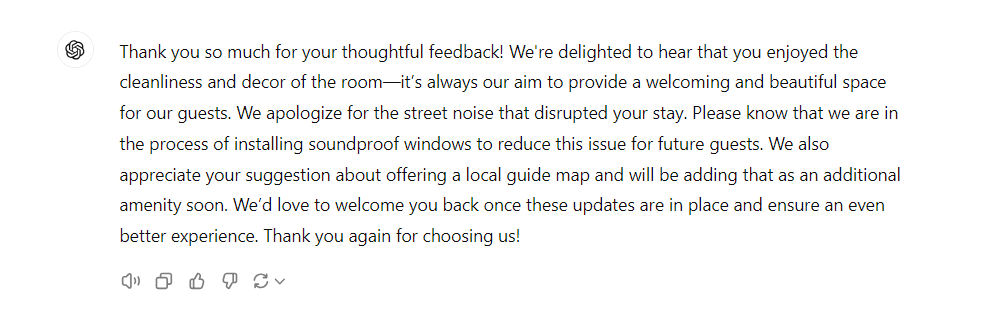 Thank you so much for your thoughtful feedback! We're delighted to hear that you enjoyed the
cleanliness and decor of the room—it's always our aim to provide a welcoming and beautiful space
for our guests. We apologize for the street noise that disrupted your stay. Please know that we are in
the process of installing soundproof windows to reduce this issue for future guests. We also
appreciate your suggestion about offering a local guide map and will be adding that as an additional
amenity soon. We'd love to welcome you back once these updates are in place and ensure an even
better experience. Thank you again for choosing us!